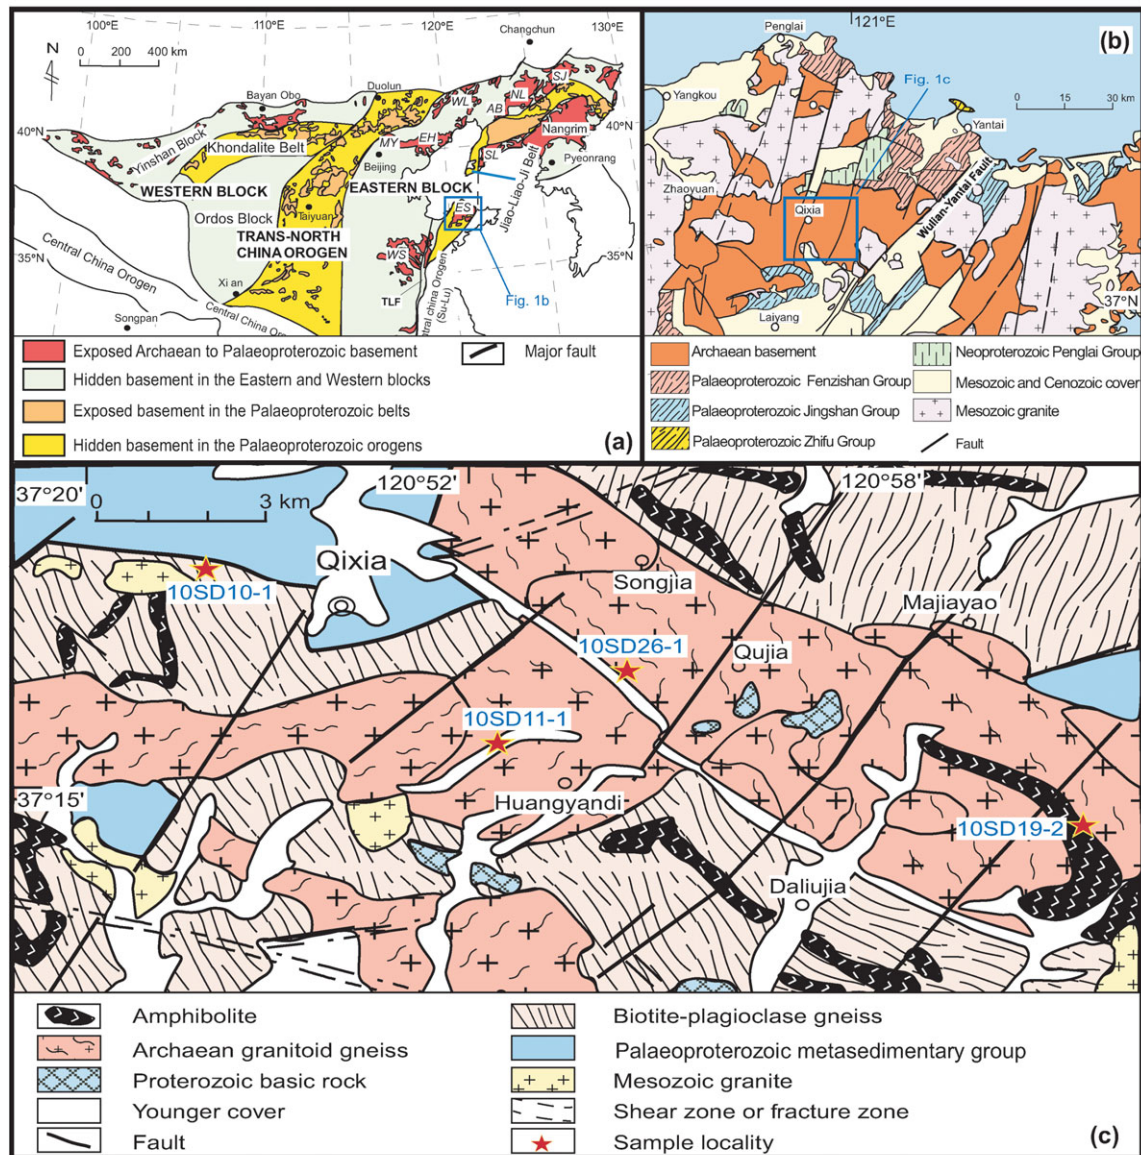 100°E
110°E
120°E
130°E
Changchun
N
0 200 400 km
Duolun
Bayan Obo
SJ
NL
WL
AB
40°N
40°N
Nangrim
Yinshan Block
Khondalite Belt
EH
MY
Beijing
SL
Pyeonrang
WESTERN BLOCK
EASTERN BLOCK
Jiao-Liao-Ji Belt
Ordos Block
Taiyuan
ES
TRANS-NORTH
CHINA OROGEN
35°N
WS
35°N
Central China Orogen
Xi an
TLF
Central china Orogen
(Su-Lu)
Fig. 1b
Songpan
Central China Oro
Exposed Archaean to Palaeoproterozoic basement
Major fault
Hidden basement in the Eastern and Western blocks
Exposed basement in the Palaeoproterozoic belts
Hidden basement in the Palaeoproterozoic orogens
(a)
121°E
Penglai
(b)
Fig. 1c
Yangkou
0 15 30 km
Yantai
Zhaoyuan
Qixia
Wulian-Yantai Fault
37°N
Laiyang
Archaean basement
Neoproterozoic Penglai Group
Palaeoproterozoic Fenzishan Group
Mesozoic and Cenozoic cover
Palaeoproterozoic Jingshan Group
Mesozoic granite
Palaeoproterozoic Zhifu Group
Fault
37°20'
120°52'
120°58'
0 3 km
Qixia
10SD10-1
Songjia
Majiayao
10SD26-1
Qujia
10SD11-1
37°15'
Huangyandi
10SD19-2
Daliujia
Amphibolite
Biotite-plagioclase gneiss
Archaean granitoid gneiss
Palaeoproterozoic metasedimentary group
Proterozoic basic rock
Mesozoic granite
Younger cover
Shear zone or fracture zone
Fault
Sample locality
(c)